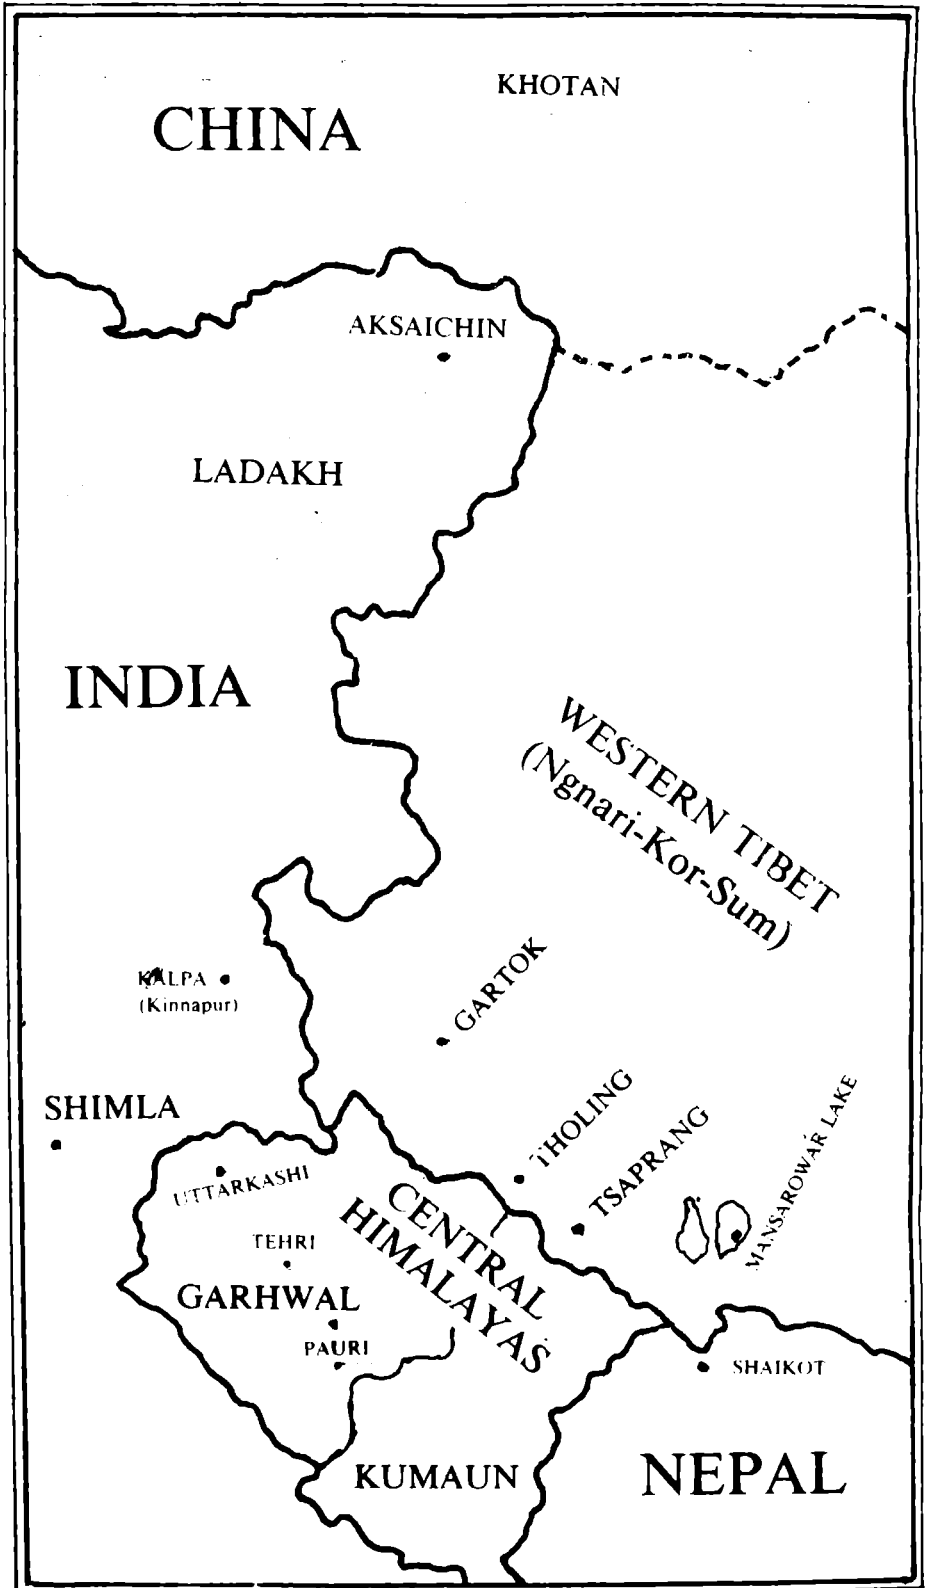 KHOTAN
CHINA
AKSAICHIN
LADAKH
INDIA
WESTERN TIBET
(Ngnari-Kor-Sum)
GARTOK
KALPA
(Kinnapur)
SHIMLA
THOLING
TSAPRANG
MANSAROWAR LAKE
UTTARKASHI
CENTRAL
HIMALAYAS
TEHRI
GARHWAL
PAURI
SHAIKOT
KUMAUN
NEPAL